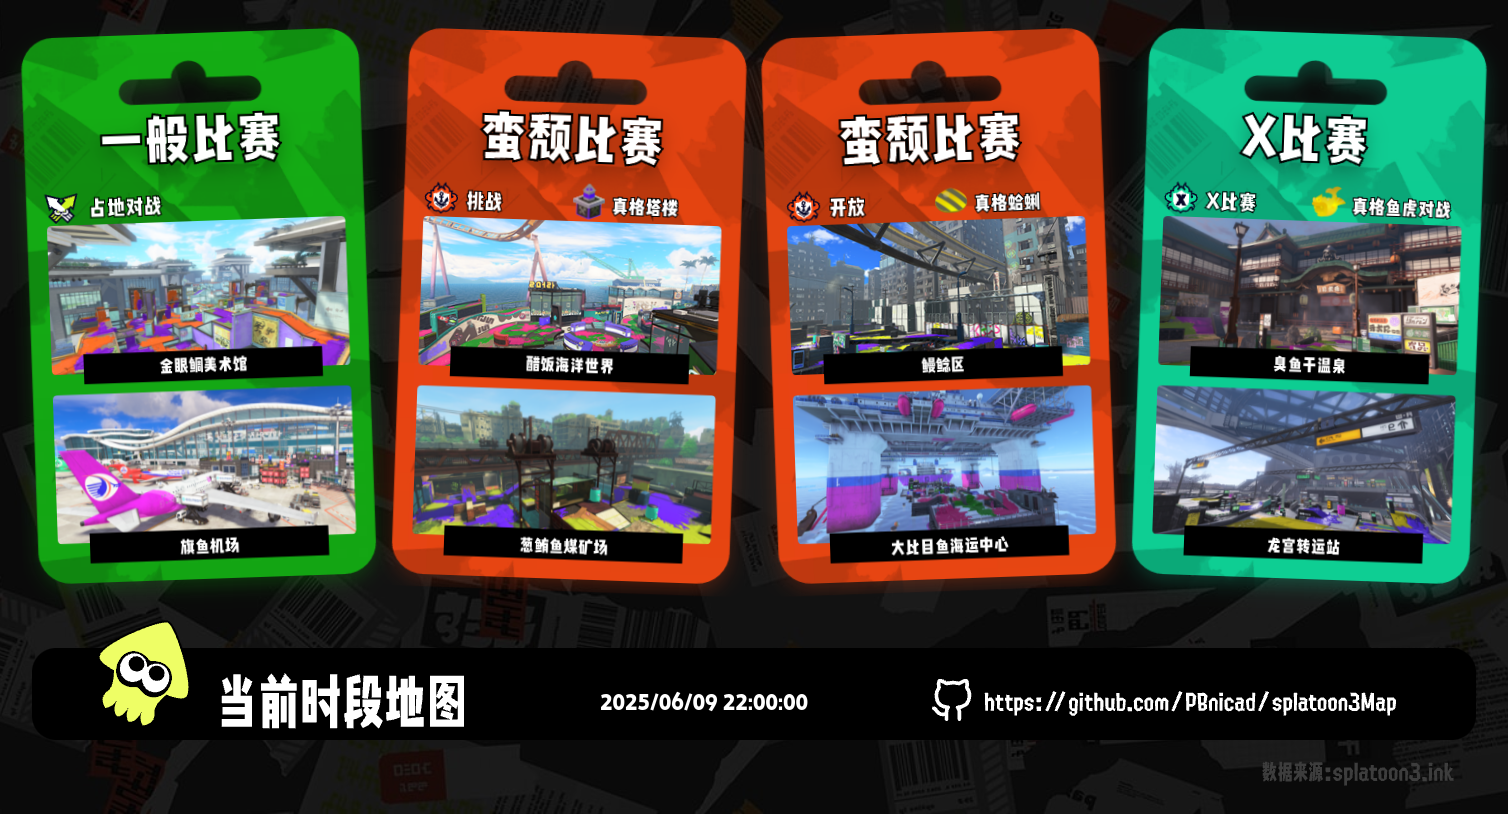 一般比赛
占地对战
金眼鲷美术馆
旗鱼机场
蛮颓比赛
挑战
真格塔楼
醋饭海洋世界
葱鲔鱼煤矿场
蛮颓比赛
开放
真格蛤蜊
鳗鲶区
大比目鱼海运中心
X比赛
X比赛
真格鱼虎对战
臭鱼干温泉
龙宫转运站
当前时段地图
2025/06/09 22:00:00
https://github.com/PBnicad/splatoon3Map
数据来源:splatoon3.ink